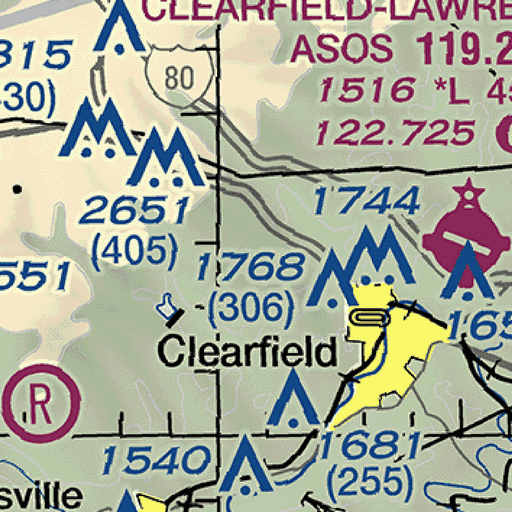 CLEARFIELD-LAWRE
ASOS 119.2
1516 *L 45
122.725
815
80
430)
2651
(405)
1744
551
1768
(306)
165
Clearfield
R
1540
1681
(255)
sville